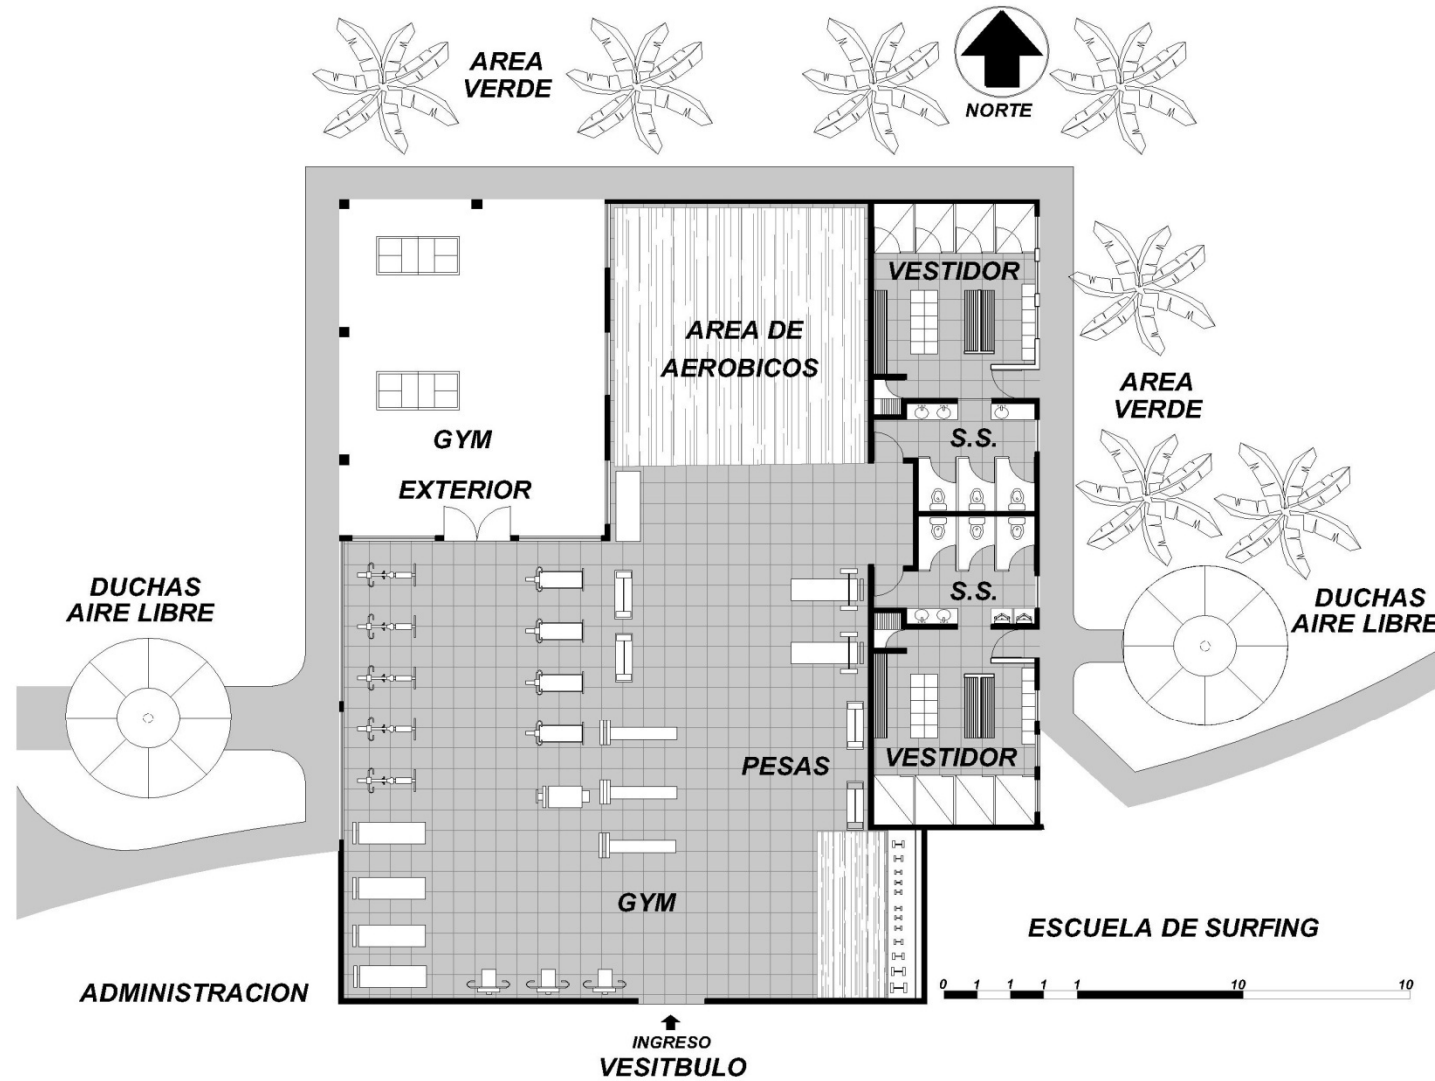 AREA
VERDE
NORTE
VESTIDOR
AREA DE
AEROBICOS
AREA
VERDE
GYM
S.S.
EXTERIOR
DUCHAS
AIRE LIBRE
S.S.
DUCHAS
AIRE LIBRE
PESAS
VESTIDOR
GYM
ESCUELA DE SURFING
ADMINISTRACION
0 1 1 1 1 10 10
INGRESO
VESITBULO